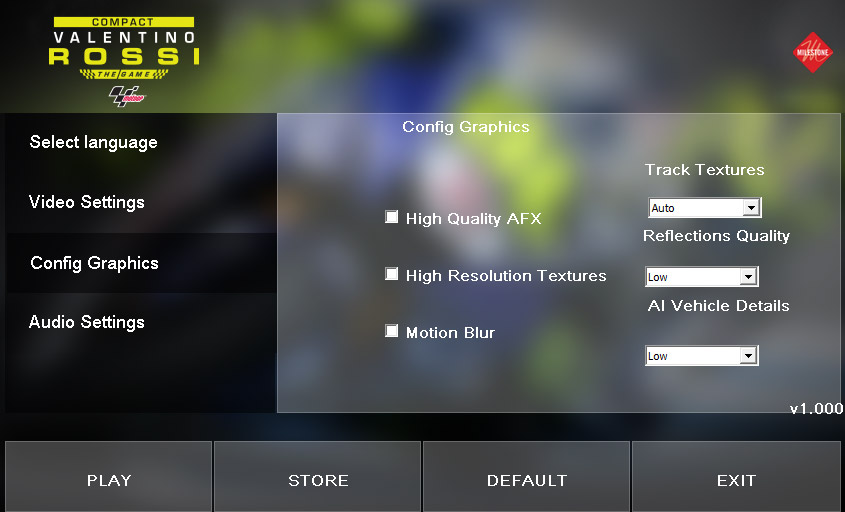 COMPACT
VALENTINO
ROSSI
THE GAME
MILESTONE
Select language
Video Settings
Config Graphics
Audio Settings
Config Graphics
High Quality AFX
High Resolution Textures
Motion Blur
Track Textures
Auto
Reflections Quality
Low
AI Vehicle Details
Low
v1.000
PLAY
STORE
DEFAULT
EXIT